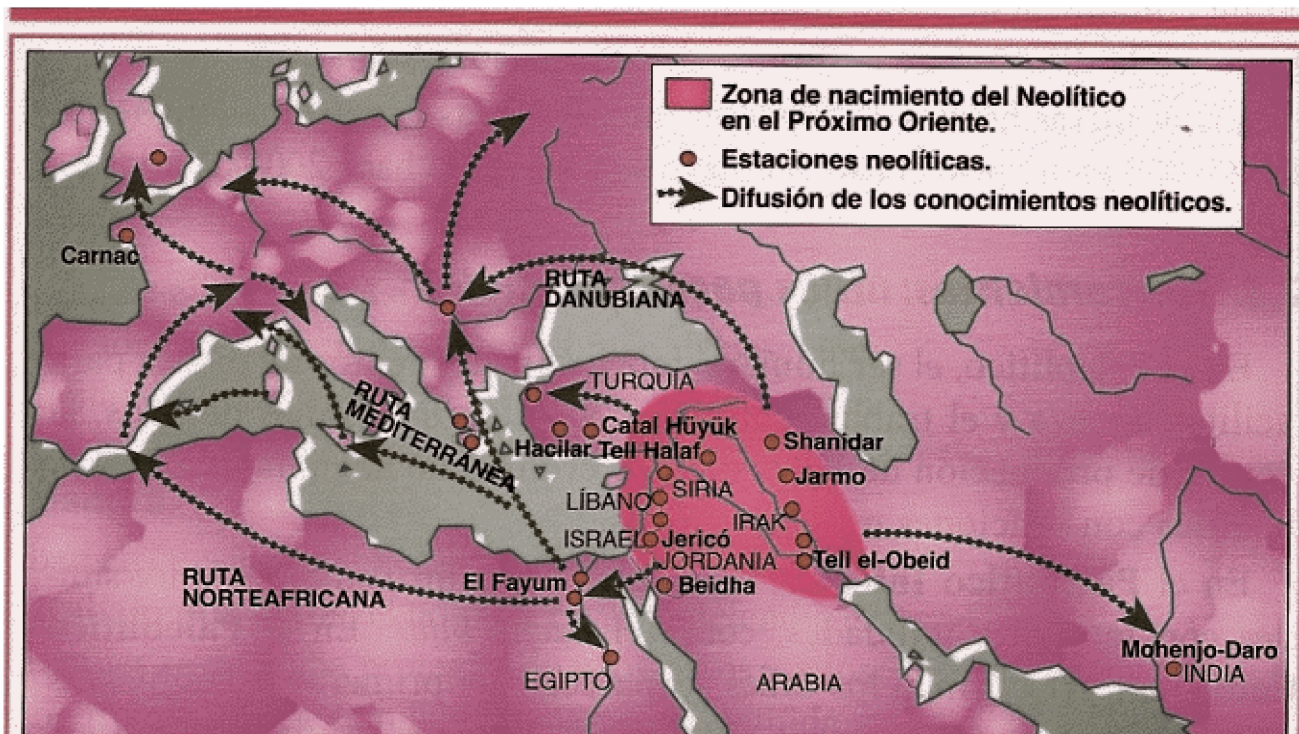 Zona de nacimiento del Neolítico
en el Próximo Oriente.
Estaciones neolíticas.
Difusión de los conocimientos neolíticos.
Carnac
RUTA
DANUBIANA
TURQUIA
RUTA
MEDITERRÁNEA
Catal Hüyük
Hacilar
Tell Halaf
Shanidar
Jarmo
SIRIA
LÍBANO
IRAK
ISRAEL
Jericó
JORDANIA
Tell el-Obeid
El Fayum
Beidha
RUTA
NORTEAFRICANA
Mohenjo-Daro
INDIA
EGIPTO
ARABIA